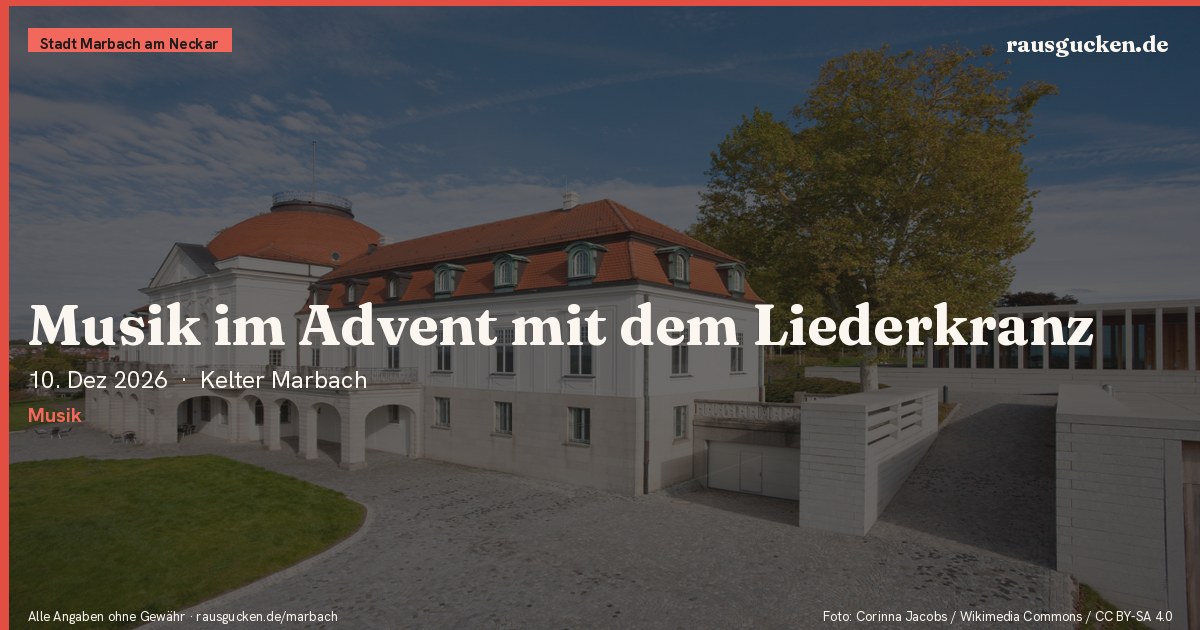 Stadt Marbach am Neckar
rausgucken.de
Musik im Advent mit dem Liederkranz
10. Dez 2026 · Kelter Marbach
Musik
Alle Angaben ohne Gewähr · rausgucken.de/marbach
Foto: Corinna Jacobs / Wikimedia Commons / CC BY-SA 4.0